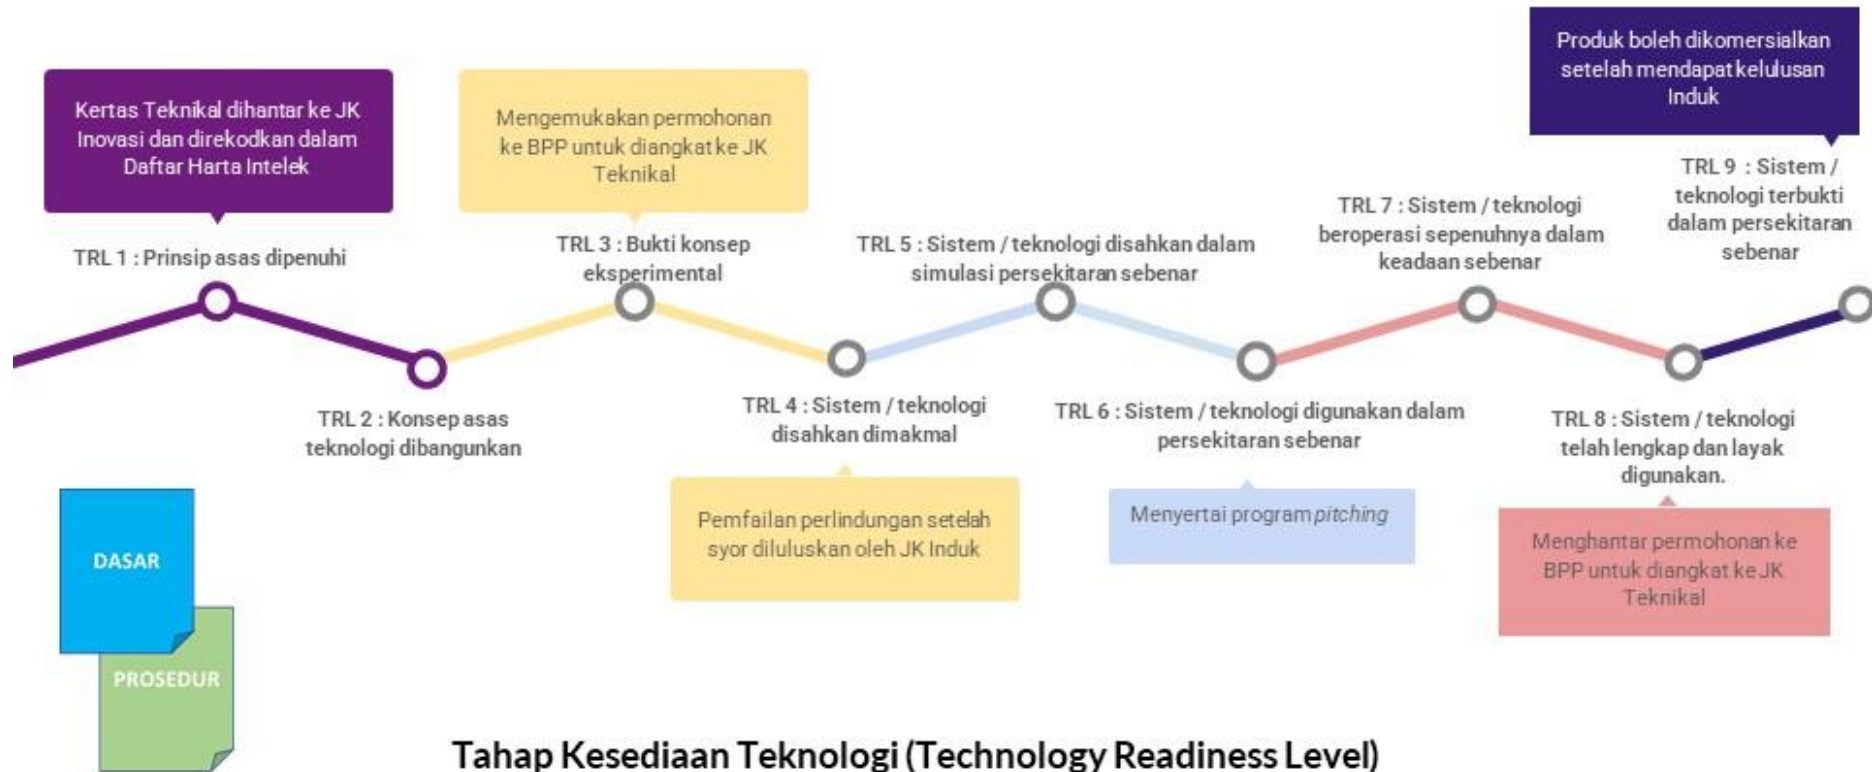 Kertas Teknikal dihantar ke JK
Inovasi dan direkodkan dalam
Daftar Harta Intelek
TRL 1 : Prinsip asas dipenuhi
TRL 2 : Konsep asas
teknologi dibangunkan
Mengemukakan permohonan
ke BPP untuk diangkat ke JK
Teknikal
TRL 3 : Bukti konsep
eksperimental
TRL 4 : Sistem / teknologi
disahkan dimakmal
Pemfailan perlindungan setelah
syor diluluskan oleh JK Induk
TRL 5 : Sistem / teknologi disahkan dalam
simulasi persekitaran sebenar
TRL 6 : Sistem / teknologi digunakan dalam
persekitaran sebenar
Menyertai program pitching
TRL 7 : Sistem / teknologi
beroperasi sepenuhnya dalam
keadaan sebenar
TRL 8 : Sistem / teknologi
telah lengkap dan layak
digunakan.
Menghantar permohonan ke
BPP untuk diangkat ke JK
Teknikal
Produk boleh dikomersialkan
setelah mendapat kelulusan
Induk
TRL 9 : Sistem /
teknologi terbukti
dalam persekitaran
sebenar
DASAR
PROSEDUR
Tahap Kesediaan Teknologi (Technology Readiness Level)